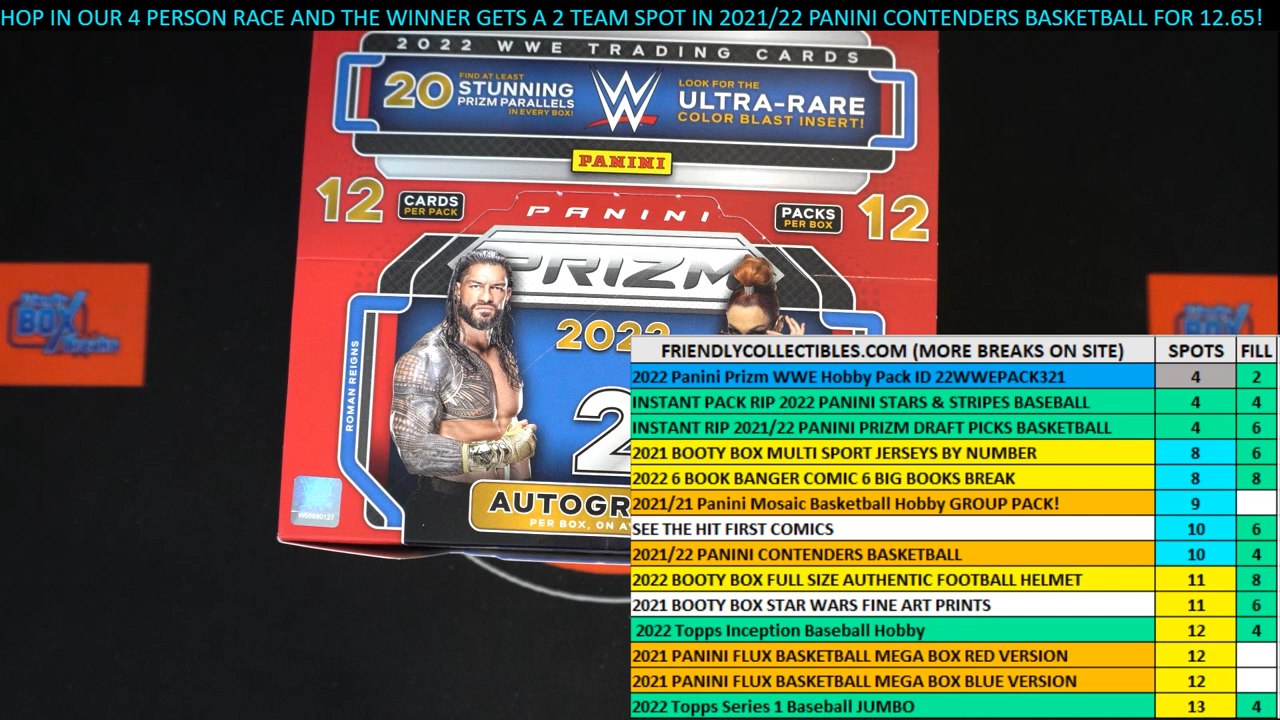 HOP IN OUR 4 PERSON RACE AND THE WINNER GETS A 2 TEAM SPOT IN 2021/22 PANINI CONTENDERS BASKETBALL FOR 12.65!
2022 WWE TRADING CARDS
20 FIND AT LEAST
STUNNING
PRIZM PARALLELS
IN EVERY BOX!
W
LOOK FOR THE
ULTRA-RARE
COLOR BLAST INSERT!
PANINI
12 CARDS
PER PACK
PACKS
PER BOX 12
PANINI
PRIZM
2022
ROMAN REIGNS
2
AUTOGR
PER BOX, ON A
BOX
Breaks
BOX
FRIENDLYCOLLECTIBLES.COM (MORE BREAKS ON SITE) SPOTS FILL
2022 Panini Prizm WWE Hobby Pack ID 22WWEPACK321 4 2
INSTANT PACK RIP 2022 PANINI STARS & STRIPES BASEBALL 4 4
INSTANT RIP 2021/22 PANINI PRIZM DRAFT PICKS BASKETBALL 4 6
2021 BOOTY BOX MULTI SPORT JERSEYS BY NUMBER 8 6
2022 6 BOOK BANGER COMIC 6 BIG BOOKS BREAK 8 8
2021/21 Panini Mosaic Basketball Hobby GROUP PACK! 9
SEE THE HIT FIRST COMICS 10 6
2021/22 PANINI CONTENDERS BASKETBALL 10 4
2022 BOOTY BOX FULL SIZE AUTHENTIC FOOTBALL HELMET 11 8
2021 BOOTY BOX STAR WARS FINE ART PRINTS 11 6
2022 Topps Inception Baseball Hobby 12 4
2021 PANINI FLUX BASKETBALL MEGA BOX RED VERSION 12
2021 PANINI FLUX BASKETBALL MEGA BOX BLUE VERSION 12
2022 Topps Series 1 Baseball JUMBO 13 4